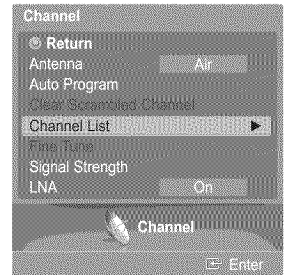 Channel
Return
Antenna Air
Auto Program
Clear Scrambled Channel
Channel List
Fine Tune
Signal Strength
LNA On
Channel
Enter